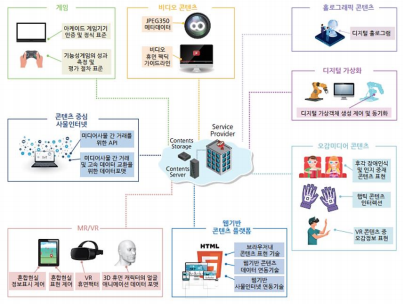 게임
아케이드 게임기기
인증 및 형식 표준
기능성게임의 성과
측정 및
평가 절차 표준
비디오 콘텐츠
JPEG350
메타데이터
비디오
휴먼 팩터
가이드라인
홀로그래픽 콘텐츠
디지털 홀로그램
디지털 가상화
디지털 가상객체 생성 제어 및 동기화
콘텐츠 중심
사물인터넷
미디어사물 간 거래를
위한 API
미디어사물 간 거래
및 고속 데이터 교환을
위한 데이터포맷
Contents
Storage
Service
Provider
Contents
Server
오감미디어 콘텐츠
후각 장애인식
및 인지 중재
콘텐츠 표현
햅틱 콘텐츠
인터랙션
VR 콘텐츠 중
오감정보 표현
MR/VR
혼합현실
정보표시 제어
혼합현실
표현 제어
VR
휴먼팩터
3D 휴먼 캐릭터의 얼굴
애니메이션 데이터 포맷
웹기반
콘텐츠 플랫폼
HTML
5
브라우저내
콘텐츠 표현 기술
웹기반 콘텐츠
데이터 연동기술
웹기반
사물인터넷 연동기술